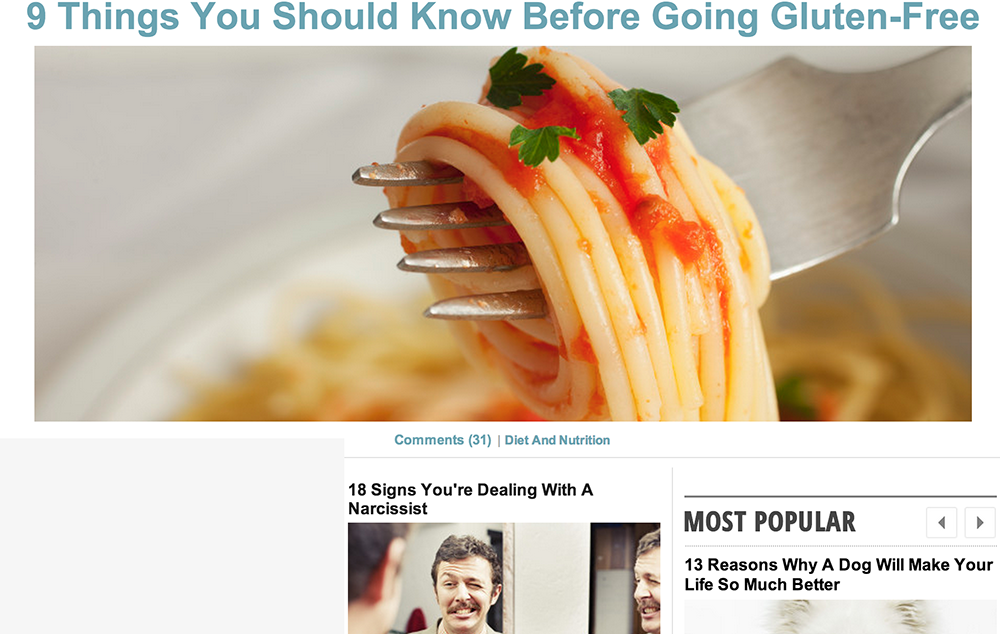 9 Things You Should Know Before Going Gluten-Free
Comments (31) | Diet And Nutrition
18 Signs You're Dealing With A
Narcissist
MOST POPULAR
13 Reasons Why A Dog Will Make Your
Life So Much Better